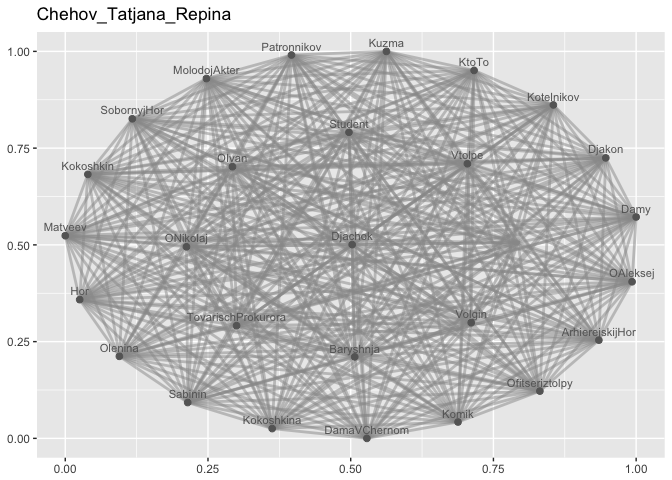 Chehov_Tatjana_Repina
1.00
Kuzma
Patronnikov
KtoTo
MolodojAkter
Kotelnikov
SobornyjHor
Student
0.75
OIvan
Vtolpe
Djakon
Kokoshkin
Damy
Matveev
Djachok
ONikolaj
0.50
OAleksej
Hor
TovarischProkurora
Volgin
ArhierejskijHor
Olenina
Baryshnja
0.25
Ofitseriztolpy
Sabinin
Kokoshkina
Komik
DamaVChernom
0.00
0.00 0.25 0.50 0.75 1.00